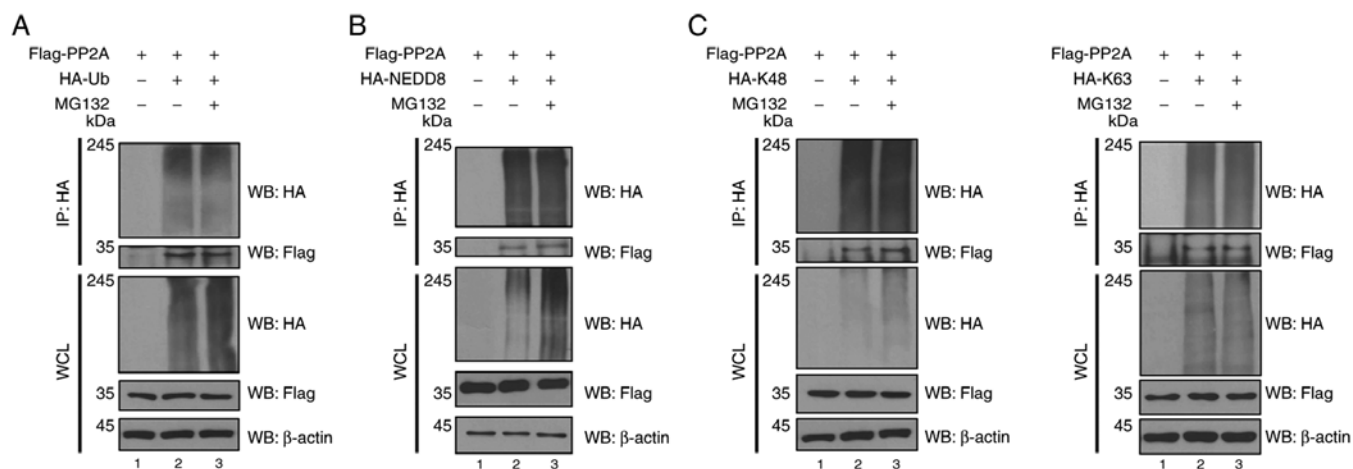 A
Flag-PP2A + + +
HA-Ub – + +
MG132 – – +
kDa
245
IP: HA
WB: HA
35
WB: Flag
245
WCL
WB: HA
35
WB: Flag
45
WB: β-actin
1 2 3
B
Flag-PP2A + + +
HA-NEDD8 – + +
MG132 – – +
kDa
245
IP: HA
WB: HA
35
WB: Flag
245
WCL
WB: HA
35
WB: Flag
45
WB: β-actin
1 2 3
C
Flag-PP2A + + +
HA-K48 – + +
MG132 – – +
kDa
245
IP: HA
WB: HA
35
WB: Flag
245
WCL
WB: HA
35
WB: Flag
45
WB: β-actin
1 2 3
Flag-PP2A + + +
HA-K63 – + +
MG132 – – +
kDa
245
IP: HA
WB: HA
35
WB: Flag
245
WCL
WB: HA
35
WB: Flag
45
WB: β-actin
1 2 3